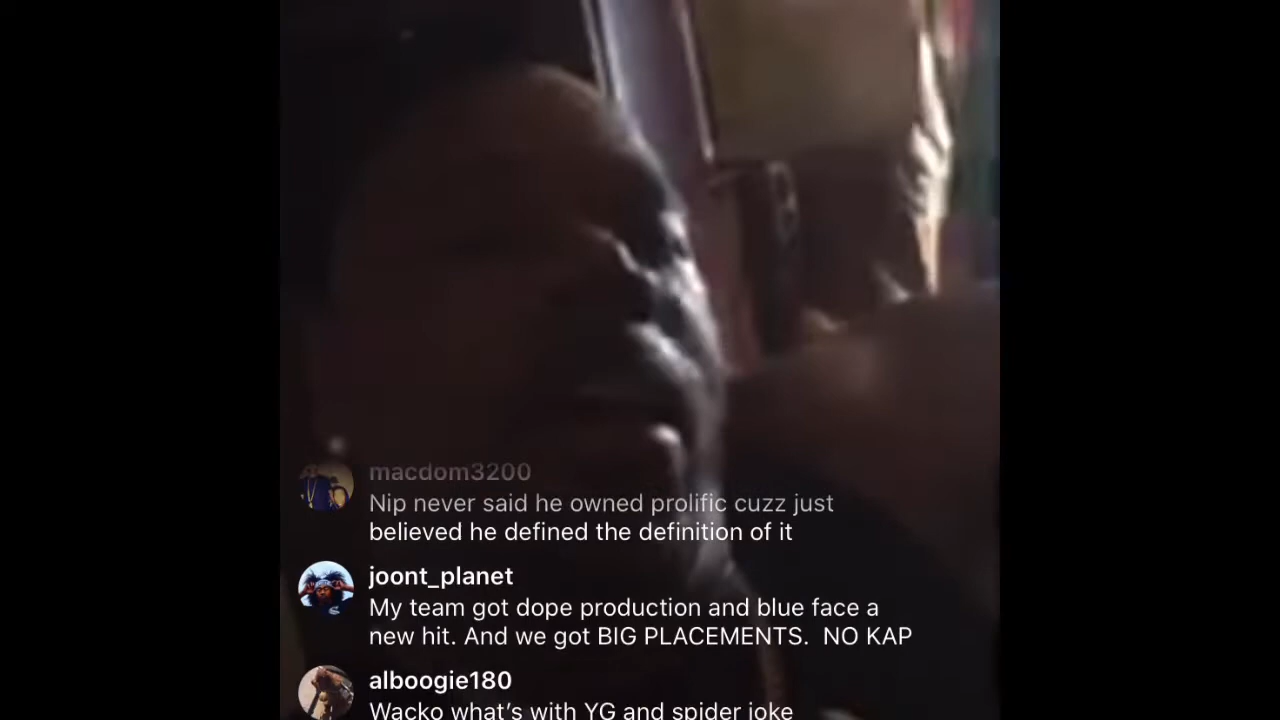 macdom3200
Nip never said he owned prolific cuzz just
believed he defined the definition of it
joont_planet
My team got dope production and blue face a
new hit. And we got BIG PLACEMENTS. NO KAP
alboogie180
Wacko what's with YG and spider joke